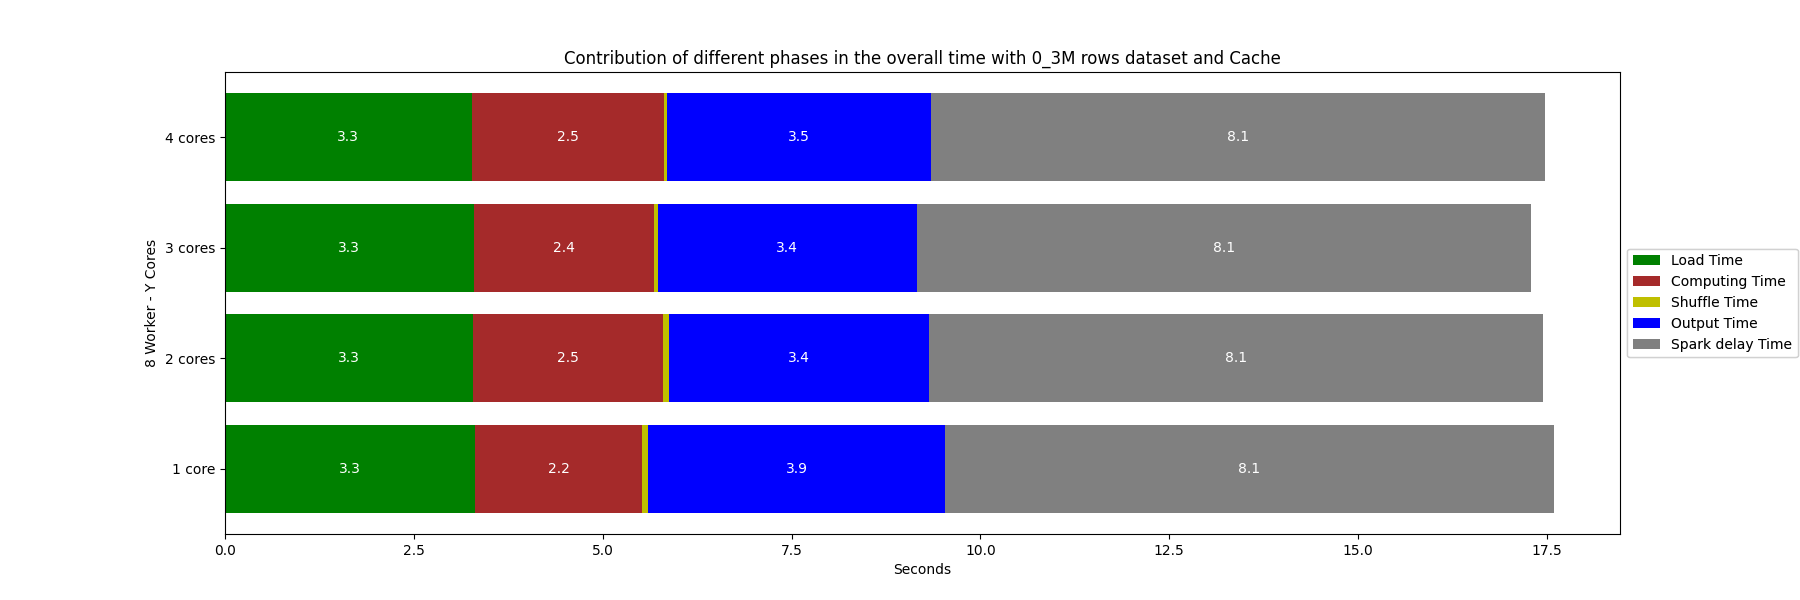 Contribution of different phases in the overall time with 0_3M rows dataset and Cache
8 Worker - Y Cores
4 cores
3.3 2.5 3.5 8.1
3 cores
3.3 2.4 3.4 8.1
2 cores
3.3 2.5 3.4 8.1
1 core
3.3 2.2 3.9 8.1
0.0 2.5 5.0 7.5 10.0 12.5 15.0 17.5
Seconds
Load Time
Computing Time
Shuffle Time
Output Time
Spark delay Time